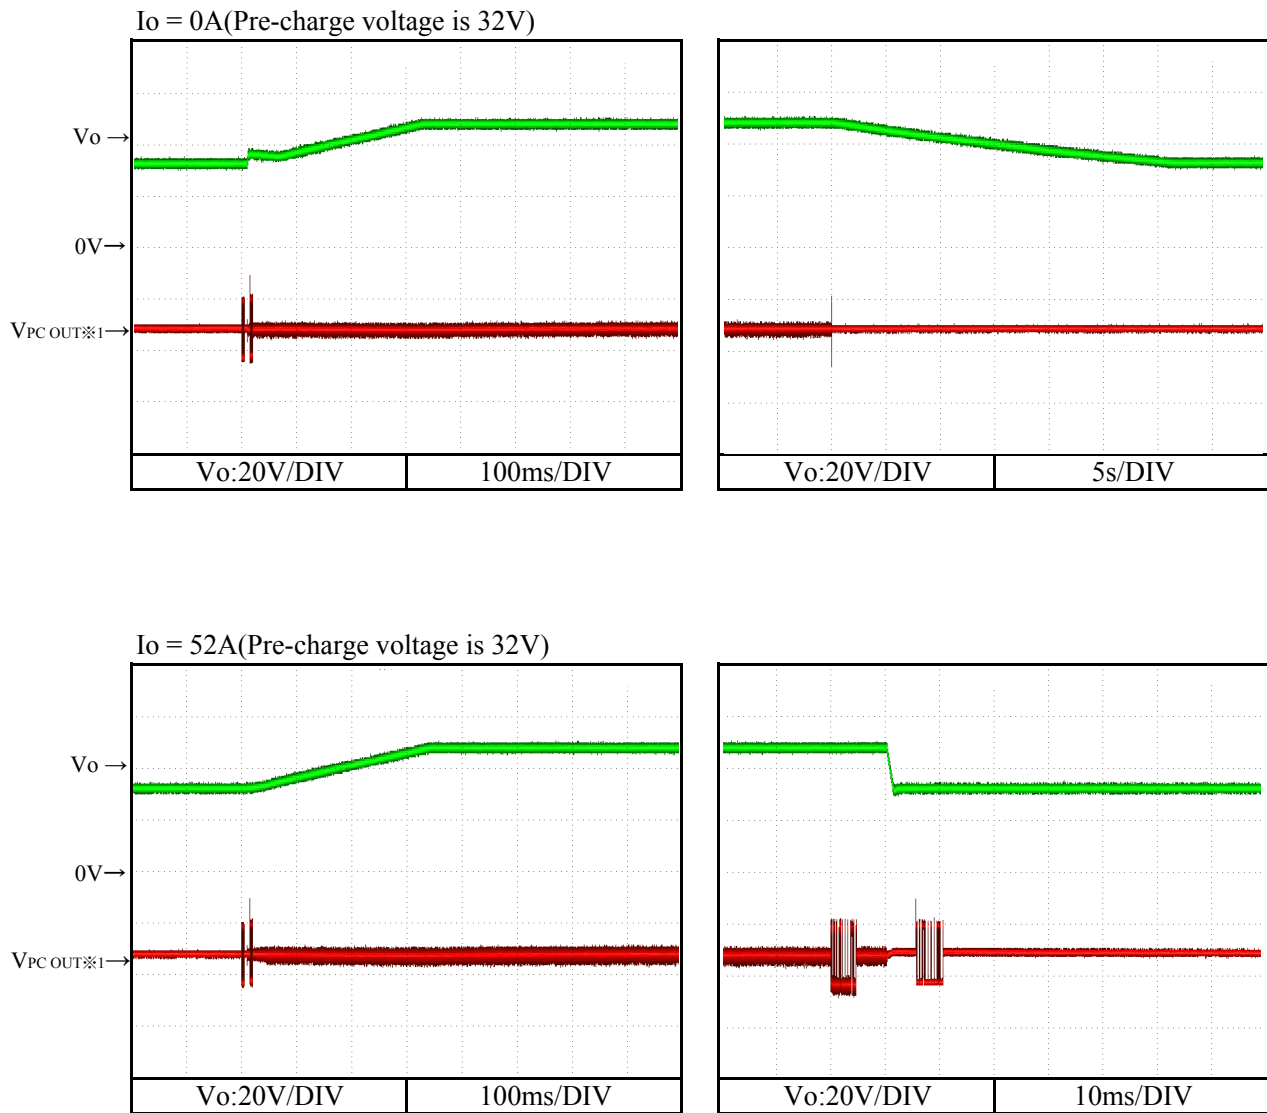 Io = 0A(Pre-charge voltage is 32V)
Vo →
0V→
VPC OUT※1→
Vo:20V/DIV 100ms/DIV
Vo:20V/DIV 5s/DIV
Io = 52A(Pre-charge voltage is 32V)
Vo →
0V→
VPC OUT※1→
Vo:20V/DIV 100ms/DIV
Vo:20V/DIV 10ms/DIV